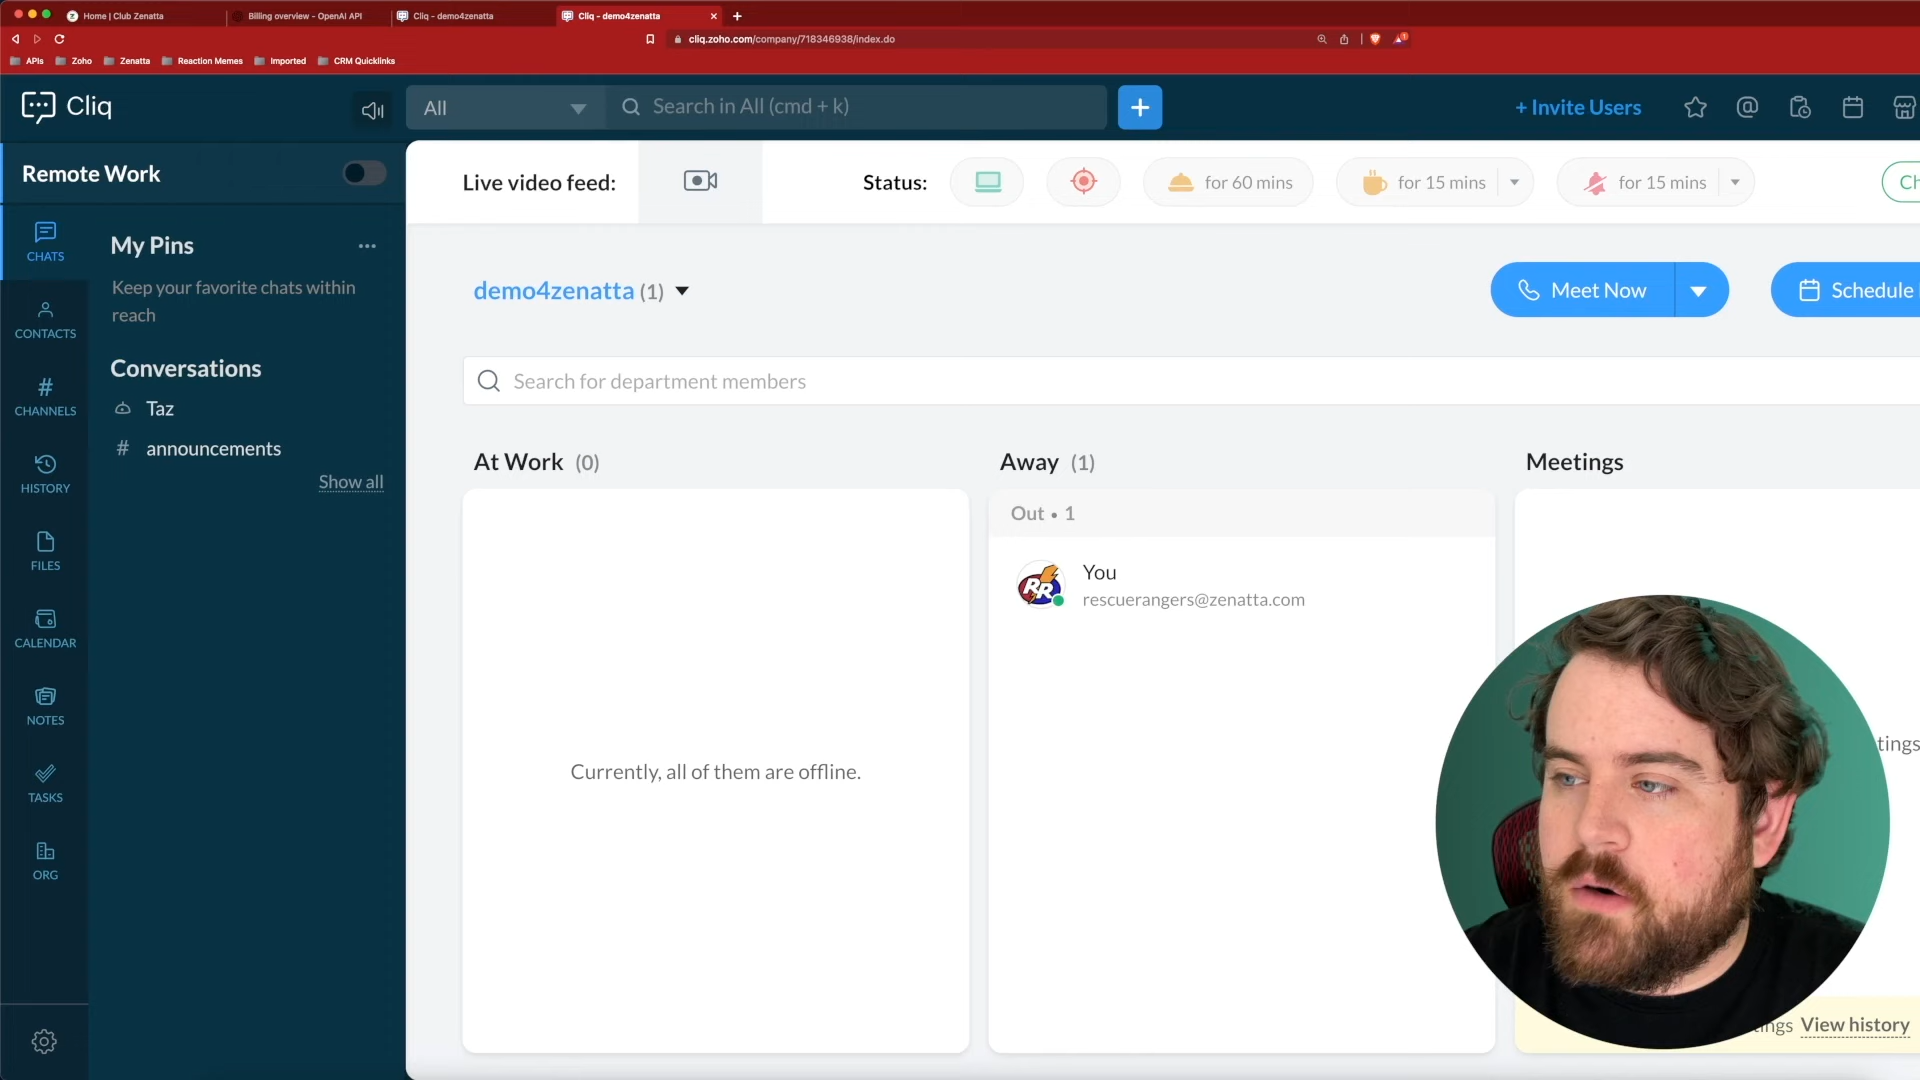 Home | Club Zenatta
Billing overview - OpenAI API
Cliq - demo4zenatta
Cliq - demo4zenatta
cliq.zoho.com/company/718346938/index.do
APIs
Zoho
Zenatta
Reaction Memes
Imported
CRM Quicklinks
Cliq
All
Search in All (cmd + k)
+ Invite Users
Remote Work
Live video feed:
Status:
for 60 mins
for 15 mins
for 15 mins
Ch
CHATS
CONTACTS
CHANNELS
HISTORY
FILES
CALENDAR
NOTES
TASKS
ORG
My Pins
Keep your favorite chats within
reach
Conversations
Taz
# announcements
Show all
demo4zenatta (1)
Meet Now
Schedule
Search for department members
At Work (0)
Currently, all of them are offline.
Away (1)
Out • 1
You
rescuerangers@zenatta.com
RR
Meetings
tings
ings View history